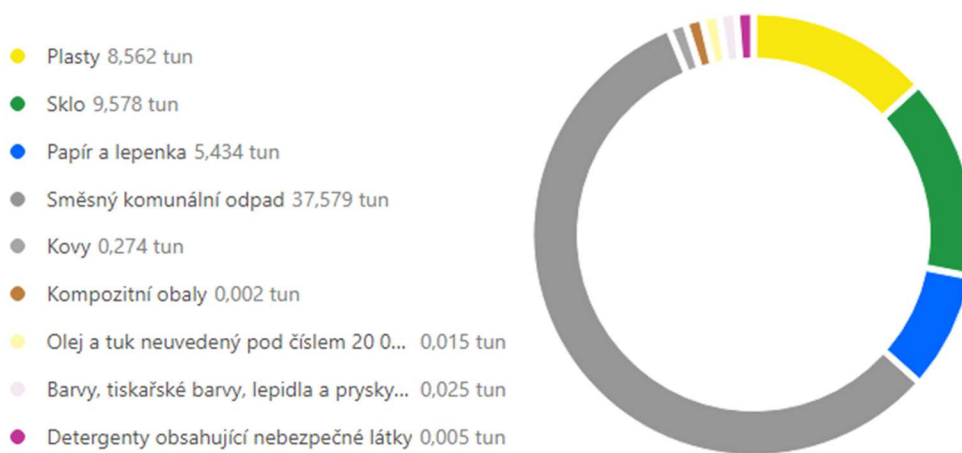 Plasty 8,562 tun
Sklo 9,578 tun
Papír a lepenka 5,434 tun
Směsný komunální odpad 37,579 tun
Kovy 0,274 tun
Kompozitní obaly 0,002 tun
Olej a tuk neuvedený pod číslem 20 0... 0,015 tun
Barvy, tiskařské barvy, lepidla a prysky... 0,025 tun
Detergenty obsahující nebezpečné látky 0,005 tun